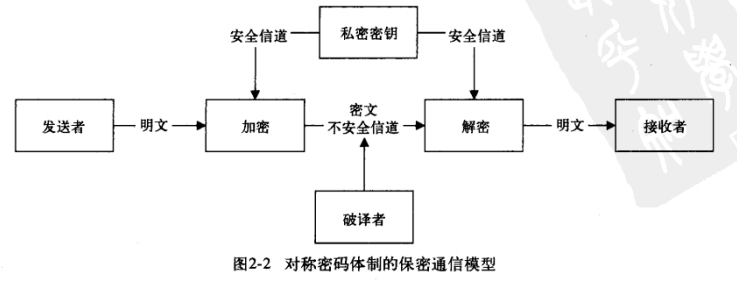 安全信道
私密密钥
安全信道
发送者
明文
加密
密文
不安全信道
解密
明文
接收者
破译者
图2-2 对称密码体制的保密通信模型